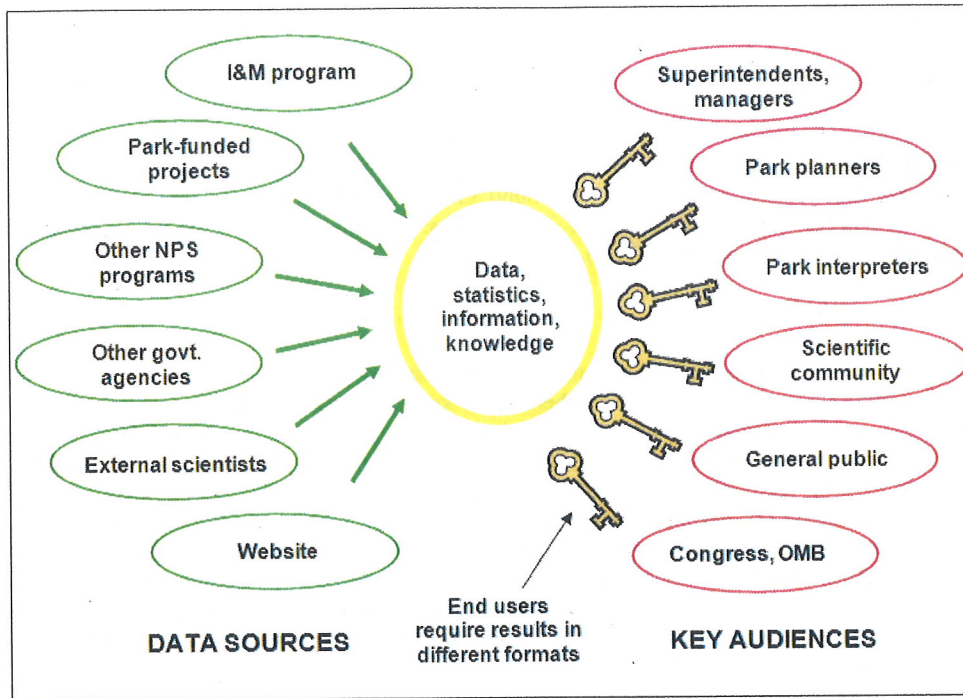 I&M program
Park-funded
projects
Other NPS
programs
Other govt.
agencies
External scientists
Website
DATA SOURCES
Data,
statistics,
information,
knowledge
End users
require results in
different formats
Superintendents,
managers
Park planners
Park interpreters
Scientific
community
General public
Congress, OMB
KEY AUDIENCES